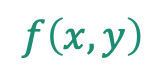 f(x, y)